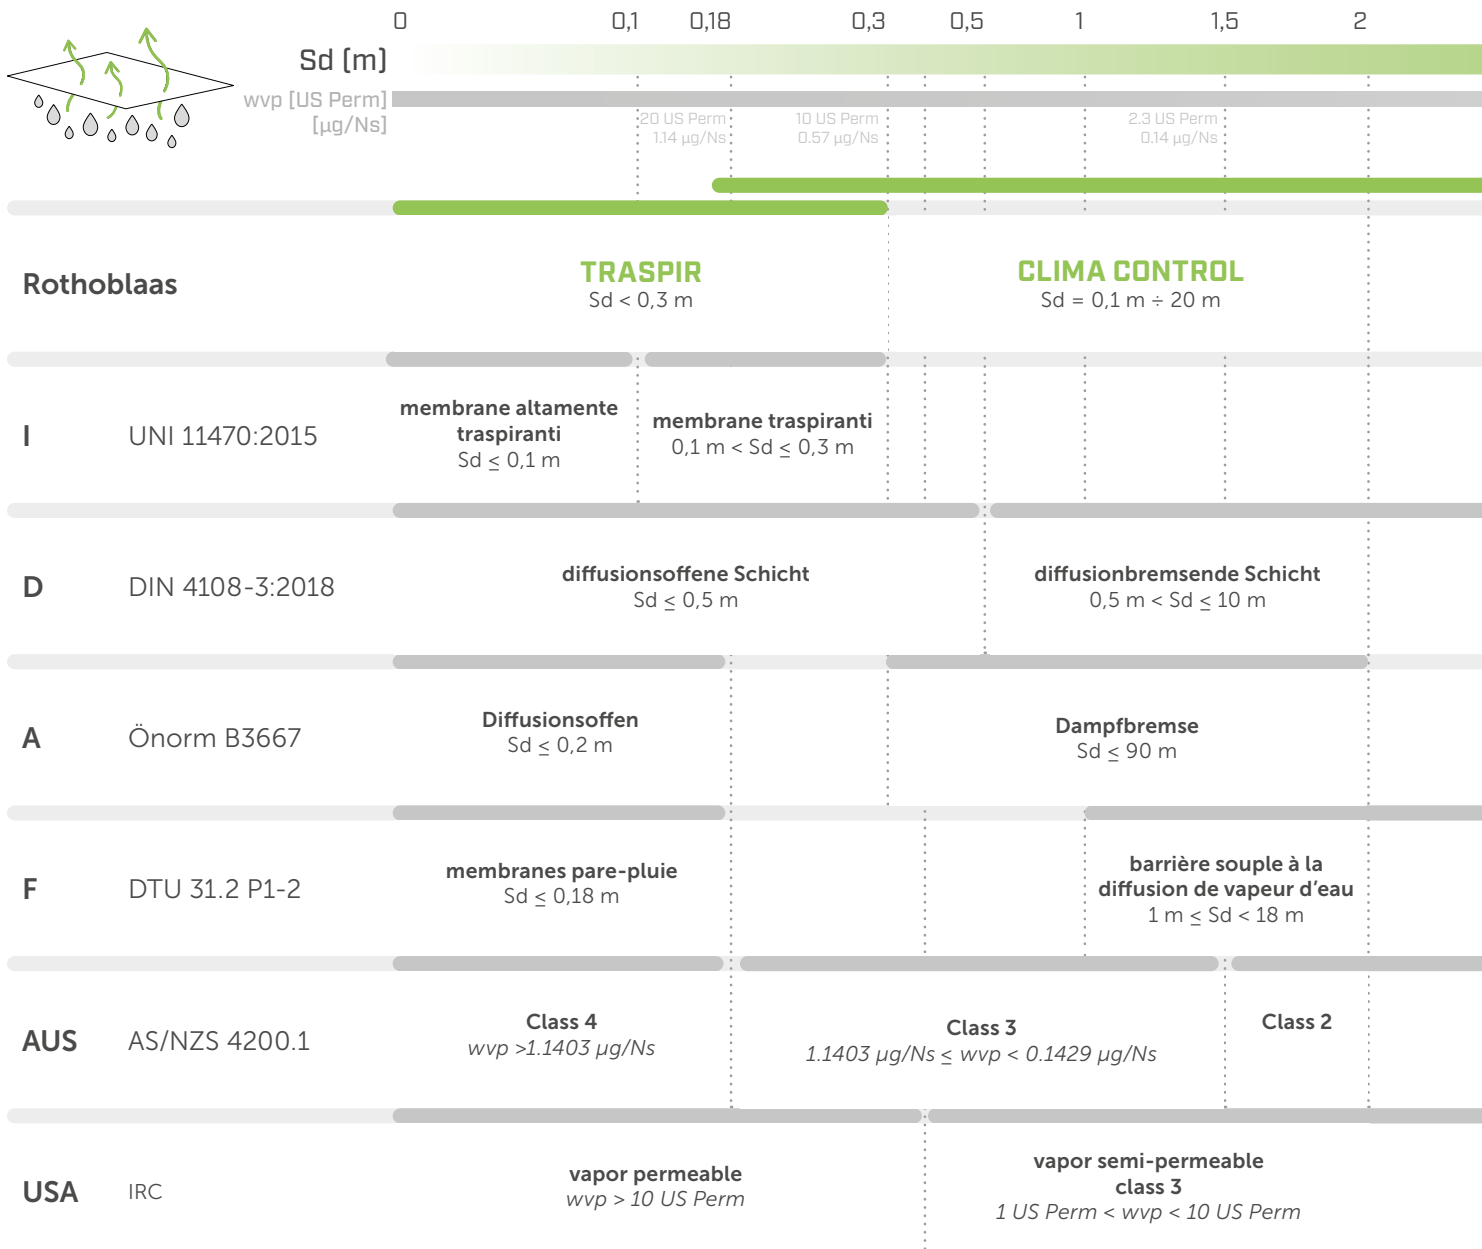 0 0,1 0,18 0,3 0,5 1 1,5 2
Sd [m]
wvp [US Perm]
[µg/Ns]
20 US Perm 10 US Perm 2.3 US Perm
1.14 µg/Ns 0.57 µg/Ns 0.14 µg/Ns
Rothoblaas
TRASPIR
Sd < 0,3 m
CLIMA CONTROL
Sd = 0,1 m ÷ 20 m
I UNI 11470:2015
membrane altamente
traspiranti
Sd ≤ 0,1 m
membrane traspiranti
0,1 m < Sd ≤ 0,3 m
D DIN 4108-3:2018
diffusionsoffene Schicht
Sd ≤ 0,5 m
diffusionbremsende Schicht
0,5 m < Sd ≤ 10 m
A Önorm B3667
Diffusionsoffen
Sd ≤ 0,2 m
Dampfbremse
Sd ≤ 90 m
F DTU 31.2 P1-2
membranes pare-pluie
Sd ≤ 0,18 m
barrière souple à la
diffusion de vapeur d’eau
1 m ≤ Sd < 18 m
AUS AS/NZS 4200.1
Class 4
wvp >1.1403 µg/Ns
Class 3
1.1403 µg/Ns ≤ wvp < 0.1429 µg/Ns
Class 2
USA IRC
vapor permeable
wvp > 10 US Perm
vapor semi-permeable
class 3
1 US Perm < wvp < 10 US Perm